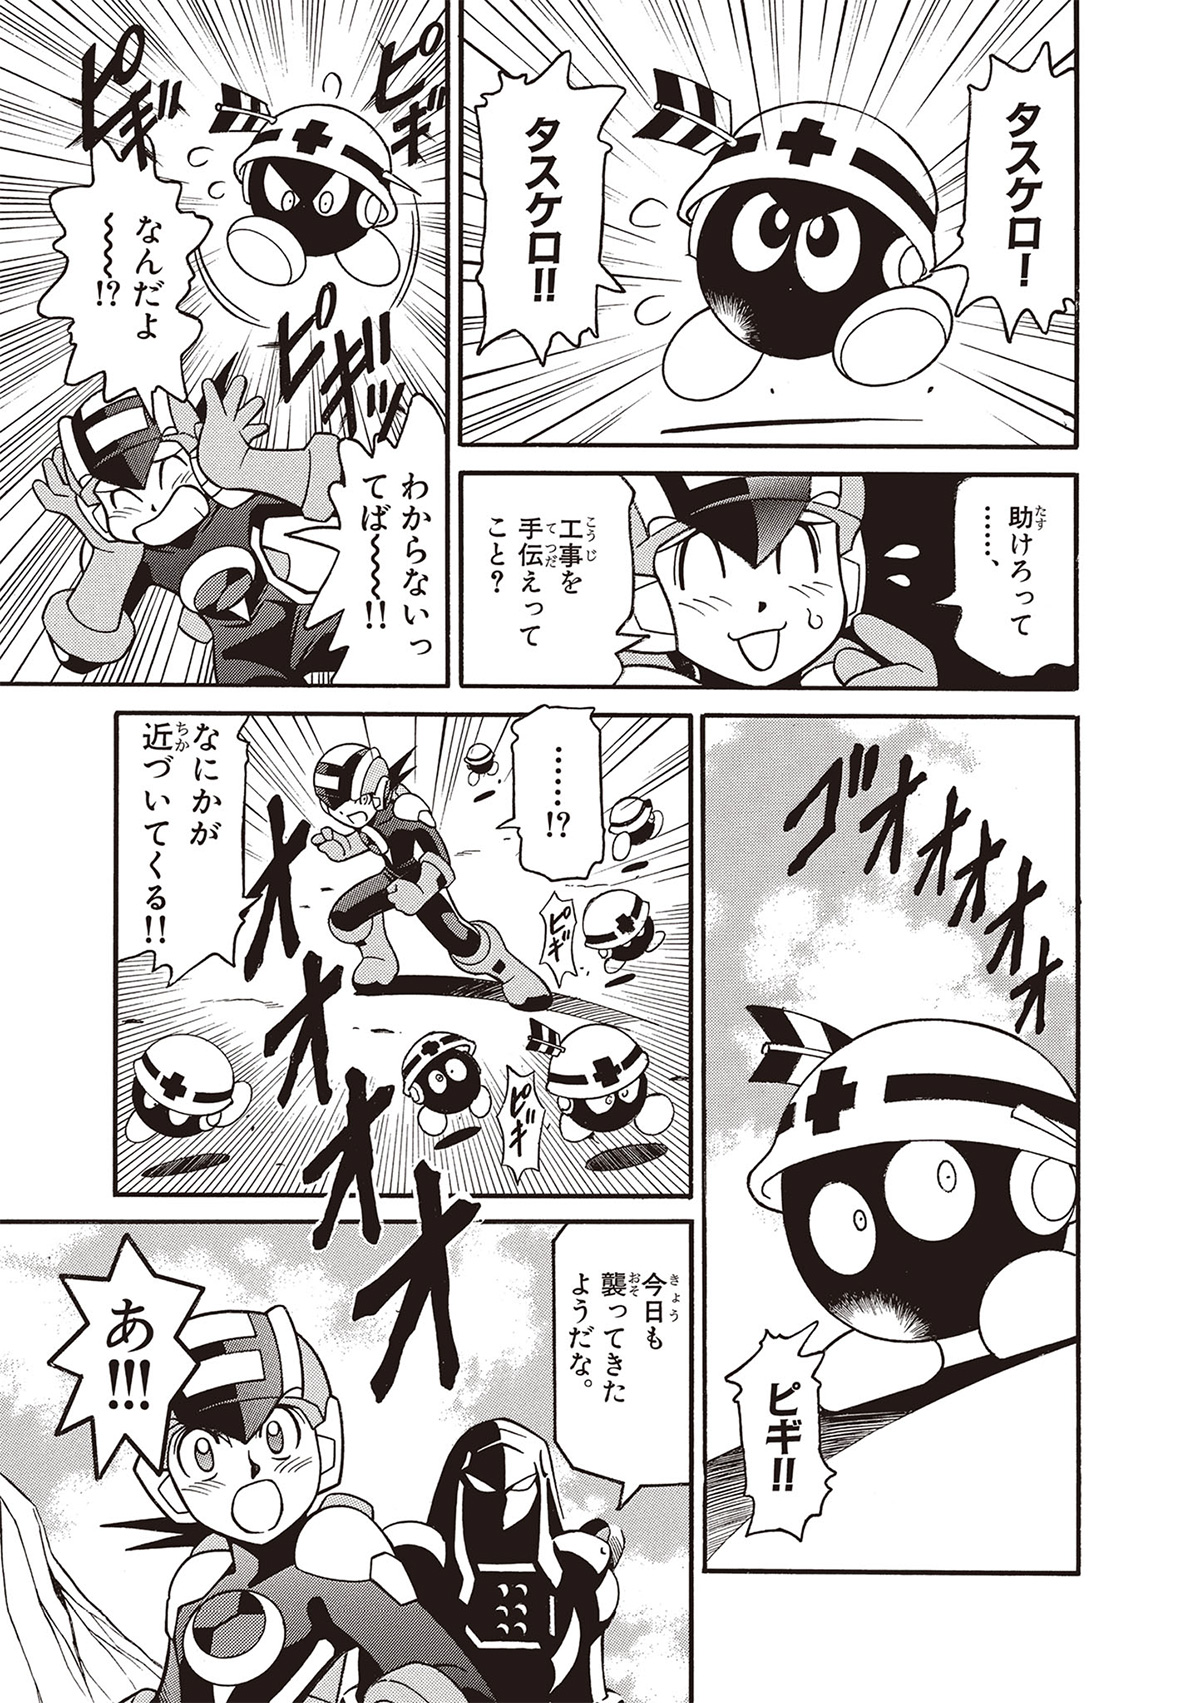 タスケロ！
タスケロ!!
助けろって
……、
工事を
手伝えって
こと？
ピギ
ピギ
なんだよ
～～～!?
ピギッ
わからないっ
てば～～!!
ゴオオオオオ
ピギ!!
……!?
ピギ
ピギ
なにかが
近づいてくる!!
オオオオ
今日も
襲ってきた
ようだな。
あ!!!